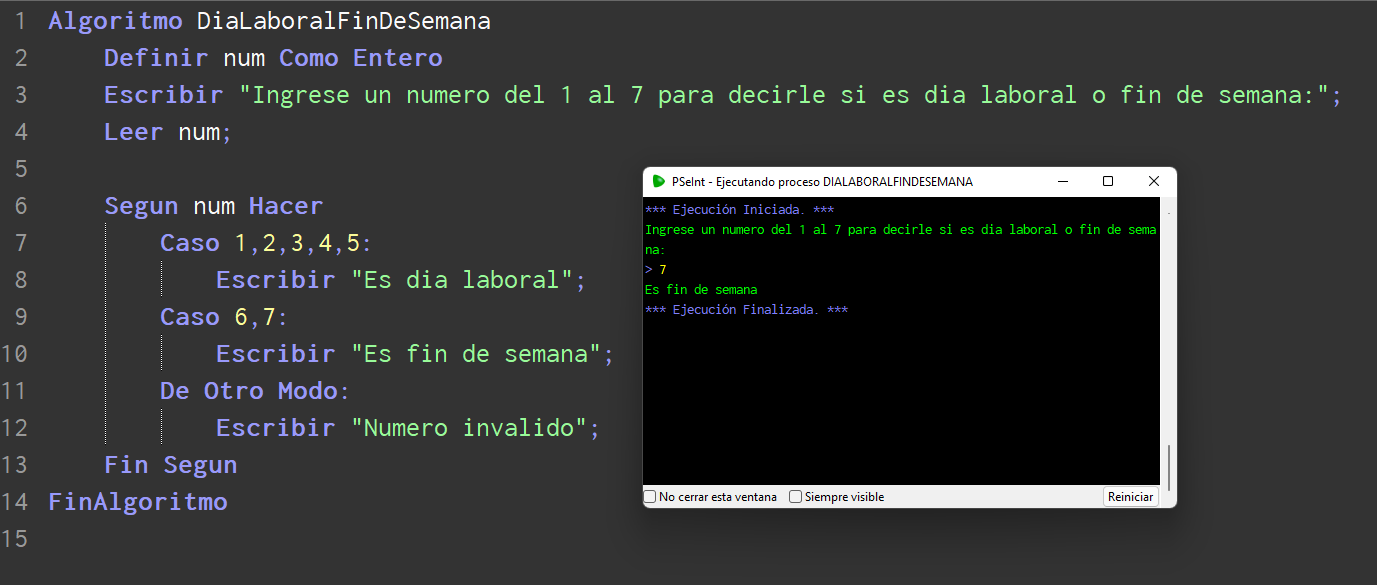 1 Algoritmo DiaLaboralFinDeSemana
2 Definir num Como Entero
3 Escribir "Ingrese un numero del 1 al 7 para decirle si es dia laboral o fin de semana:";
4 Leer num;
5
6 Segun num Hacer
7 Caso 1,2,3,4,5:
8 Escribir "Es dia laboral";
9 Caso 6,7:
10 Escribir "Es fin de semana";
11 De Otro Modo:
12 Escribir "Numero invalido";
13 Fin Segun
14 FinAlgoritmo
15
PSeInt - Ejecutando proceso DIALABORALFINDESEMANA
*** Ejecución Iniciada. ***
Ingrese un numero del 1 al 7 para decirle si es dia laboral o fin de sema
na:
> 7
Es fin de semana
*** Ejecución Finalizada. ***
No cerrar esta ventana Siempre visible Reiniciar